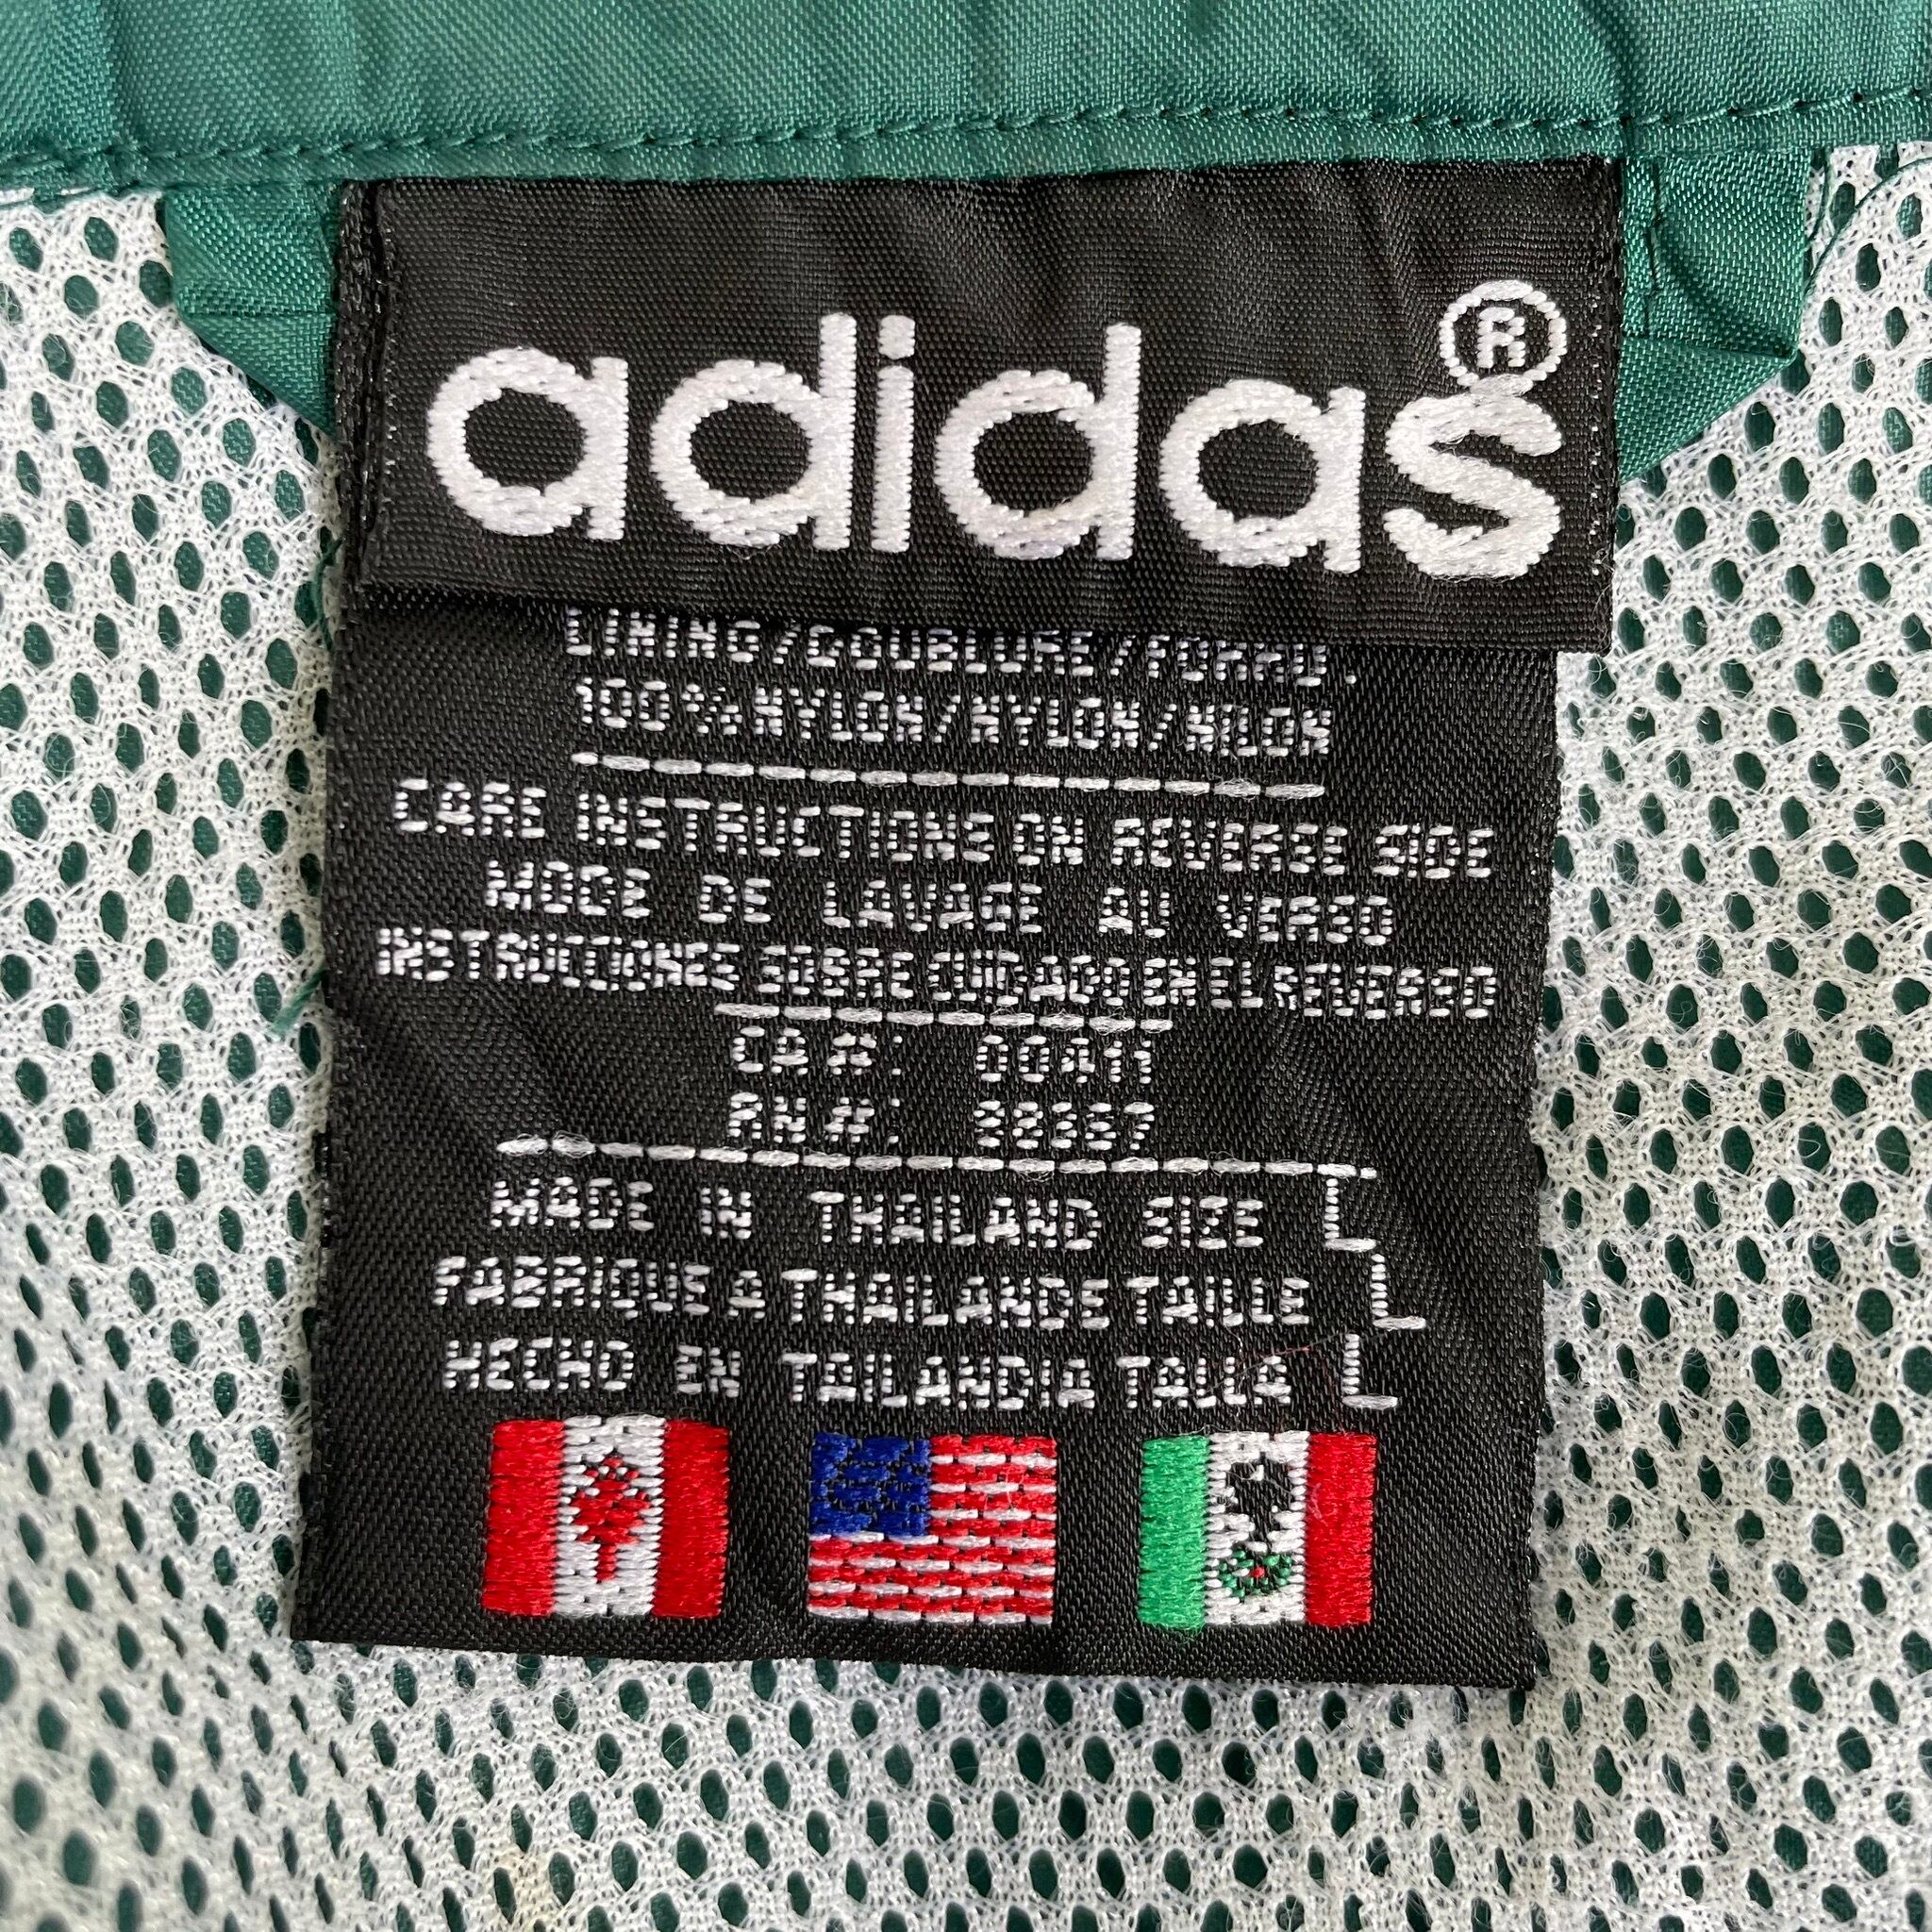 adidas®
LINING/DOUBLURE/FORRO:
100% NYLON/NYLON/NILON
CARE INSTRUCTIONS ON REVERSE SIDE
MODE DE LAVAGE AU VERSO
INSTRUCCIONES SOBRE CUIDADO EN EL REVERSO
CA #: 00411
RN #: 88387
MADE IN THAILAND SIZE L
FABRIQUE A THAILANDE TAILLE L
HECHO EN TAILANDIA TALLA L